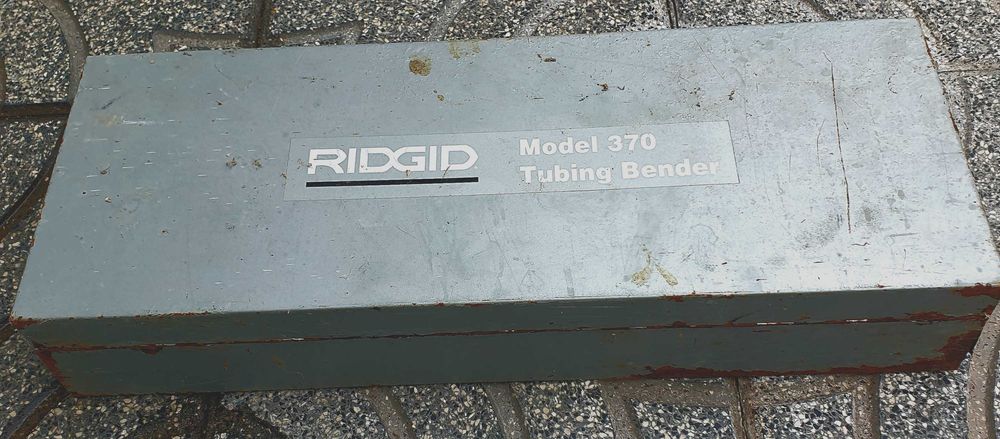 RIDGID
Model 370
Tubing Bender